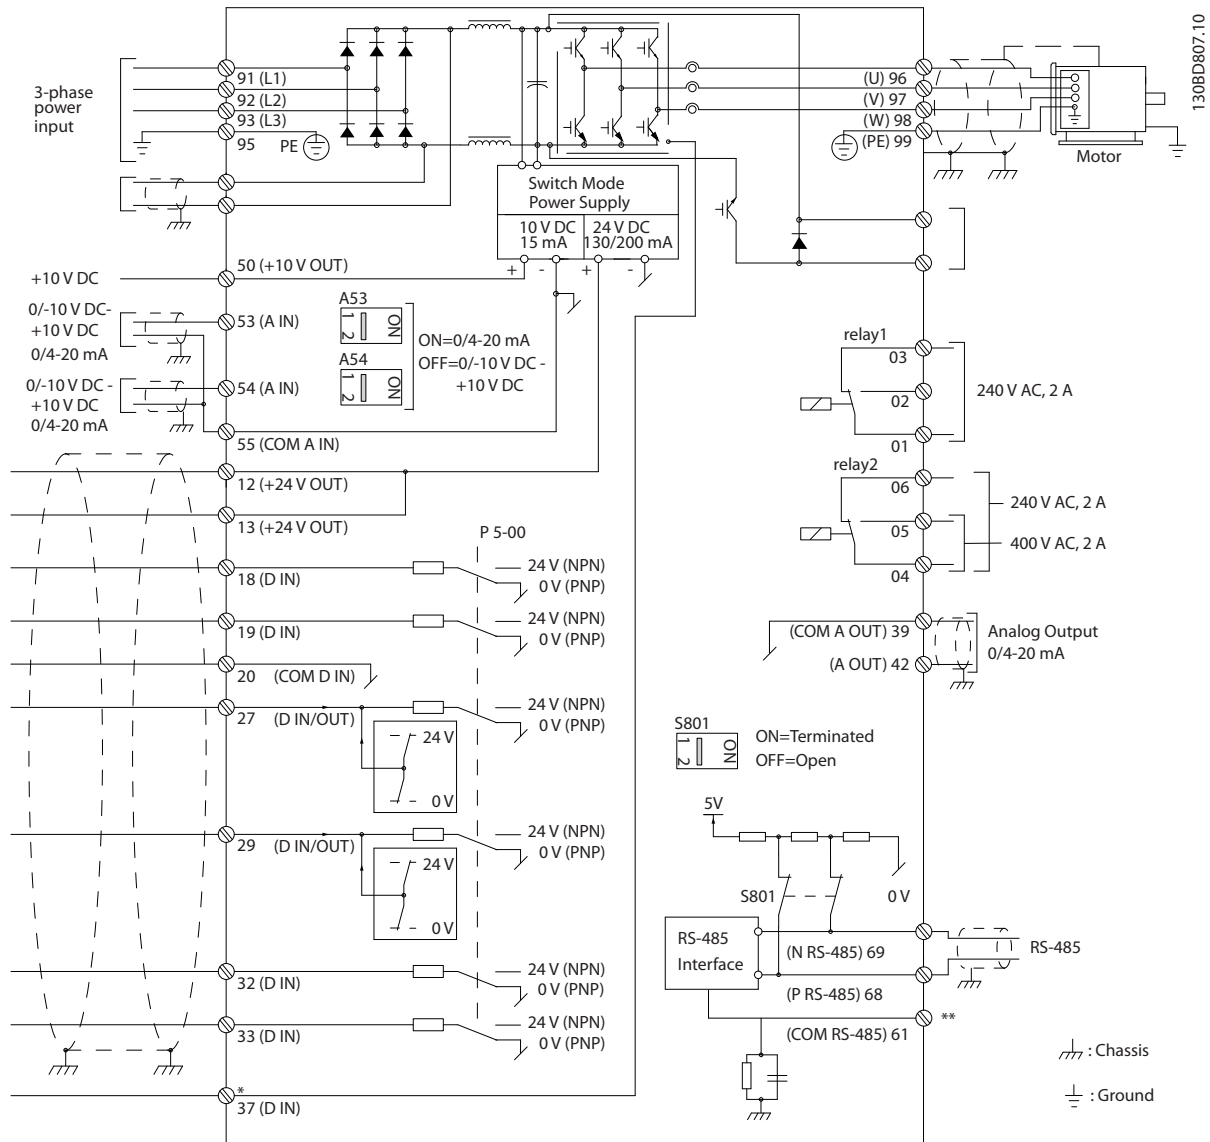 130BD807.10
3-phase
power
input
91 (L1)
92 (L2)
93 (L3)
95
PE
(U) 96
(V) 97
(W) 98
(PE) 99
Motor
Switch Mode
Power Supply
10 V DC
15 mA
24 V DC
130/200 mA
+ - + -
+10 V DC
50 (+10 V OUT)
0/-10 V DC-
+10 V DC
0/4-20 mA
53 (A IN)
A53
1 2
ON
A54
1 2
ON
ON=0/4-20 mA
OFF=0/-10 V DC -
+10 V DC
0/-10 V DC -
+10 V DC
0/4-20 mA
54 (A IN)
55 (COM A IN)
12 (+24 V OUT)
13 (+24 V OUT)
P 5-00
18 (D IN)
24 V (NPN)
0 V (PNP)
19 (D IN)
24 V (NPN)
0 V (PNP)
20 (COM D IN)
27 (D IN/OUT)
24 V (NPN)
0 V (PNP)
24 V
0 V
29 (D IN/OUT)
24 V (NPN)
0 V (PNP)
24 V
0 V
32 (D IN)
24 V (NPN)
0 V (PNP)
33 (D IN)
24 V (NPN)
0 V (PNP)
*
37 (D IN)
relay1
03
02
01
240 V AC, 2 A
relay2
06
05
04
240 V AC, 2 A
400 V AC, 2 A
(COM A OUT) 39
(A OUT) 42
Analog Output
0/4-20 mA
S801
1 2
ON
ON=Terminated
OFF=Open
5V
S801
0 V
RS-485
Interface
(N RS-485) 69
(P RS-485) 68
(COM RS-485) 61
RS-485
**
: Chassis
: Ground